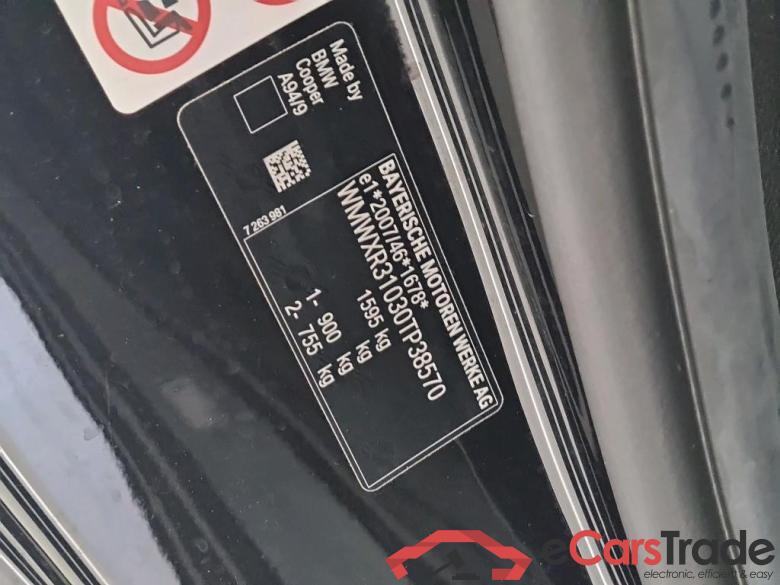 BAYERISCHE MOTOREN WERKE AG
e1*2007/46*1678*
WMWXR31030TP38570
1595 kg
kg
1- 900 kg
2- 755 kg
7 263 981
Made by
BMW
Cooper
A94/9
eCarsTrade
electronic, efficient & easy